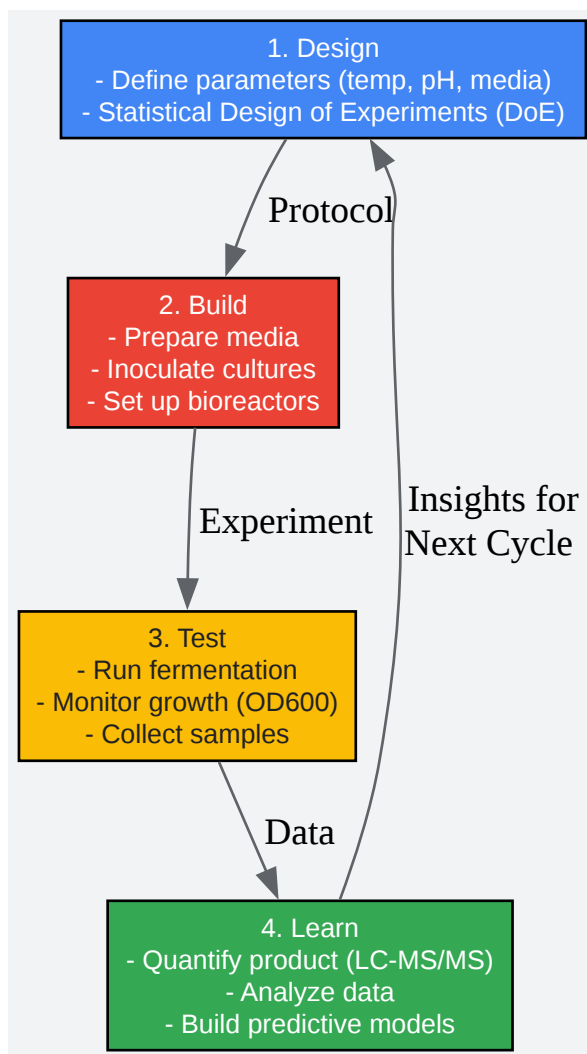 1. Design
- Define parameters (temp, pH, media)
- Statistical Design of Experiments (DoE)
Protocol
2. Build
- Prepare media
- Inoculate cultures
- Set up bioreactors
Experiment
Insights for
Next Cycle
3. Test
- Run fermentation
- Monitor growth (OD600)
- Collect samples
Data
4. Learn
- Quantify product (LC-MS/MS)
- Analyze data
- Build predictive models